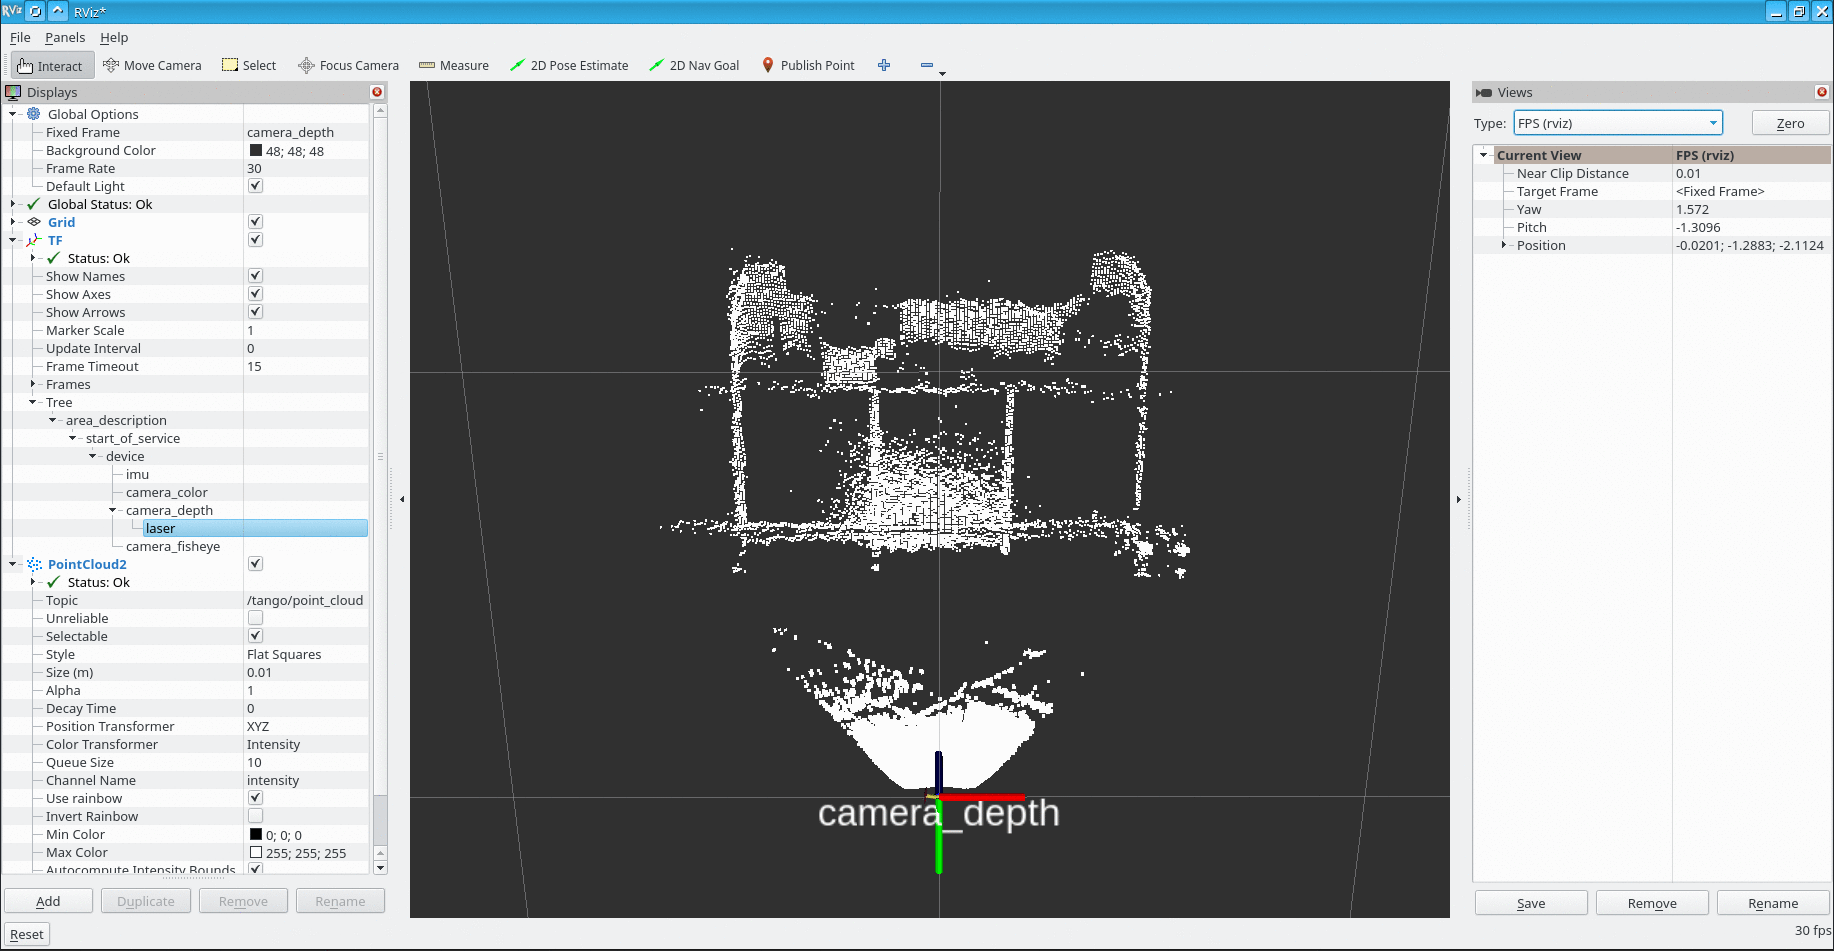 RViz RViz*
File Panels Help
Interact Move Camera Select Focus Camera Measure 2D Pose Estimate 2D Nav Goal Publish Point
Displays
Global Options
Fixed Frame camera_depth
Background Color 48; 48; 48
Frame Rate 30
Default Light
Global Status: Ok
Grid
TF
Status: Ok
Show Names
Show Axes
Show Arrows
Marker Scale 1
Update Interval 0
Frame Timeout 15
Frames
Tree
area_description
start_of_service
device
imu
camera_color
camera_depth
laser
camera_fisheye
PointCloud2
Status: Ok
Topic /tango/point_cloud
Unreliable
Selectable
Style Flat Squares
Size (m) 0.01
Alpha 1
Decay Time 0
Position Transformer XYZ
Color Transformer Intensity
Queue Size 10
Channel Name intensity
Use rainbow
Invert Rainbow
Min Color 0; 0; 0
Max Color 255; 255; 255
Autocompute Intensity Bounds
Add Duplicate Remove Rename
Reset
camera_depth
Views
Type: FPS (rviz) Zero
Current View FPS (rviz)
Near Clip Distance 0.01
Target Frame <Fixed Frame>
Yaw 1.572
Pitch -1.3096
Position -0.0201; -1.2883; -2.1124
Save Remove Rename
30 fps